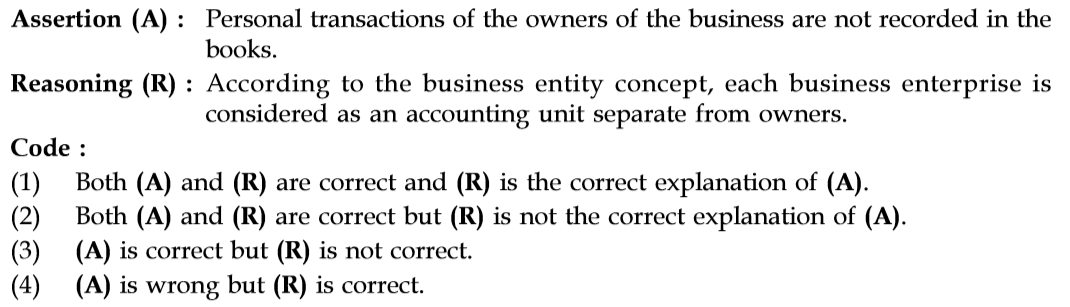 Assertion (A) : Personal transactions of the owners of the business are not recorded in the
books.
Reasoning (R) : According to the business entity concept, each business enterprise is
considered as an accounting unit separate from owners.
Code :
(1) Both (A) and (R) are correct and (R) is the correct explanation of (A).
(2) Both (A) and (R) are correct but (R) is not the correct explanation of (A).
(3) (A) is correct but (R) is not correct.
(4) (A) is wrong but (R) is correct.